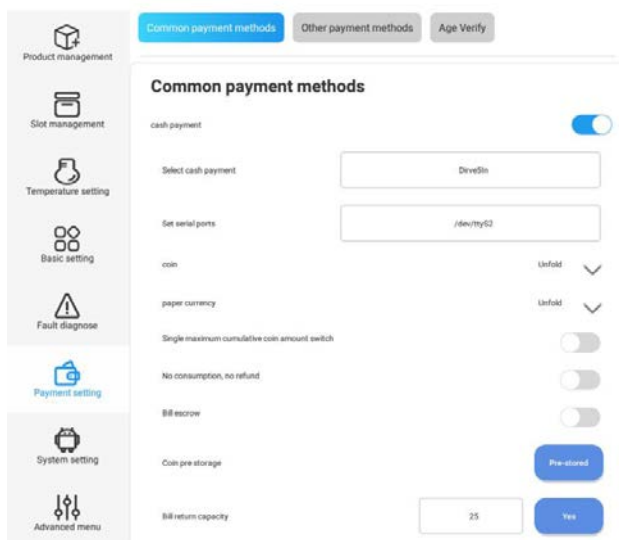 Common payment methods
Other payment methods
Age Verify
Product management
Slot management
Temperature setting
Basic setting
Fault diagnose
Payment setting
System setting
Advanced menu
Common payment methods
cash payment
Select cash payment
DirveSIn
Set serial ports
/dev/ttyS2
coin
Unfold
paper currency
Unfold
Single maximum cumulative coin amount switch
No consumption, no refund
Bill escrow
Coin pre storage
Pre-stored
Bill return capacity
25
Yes